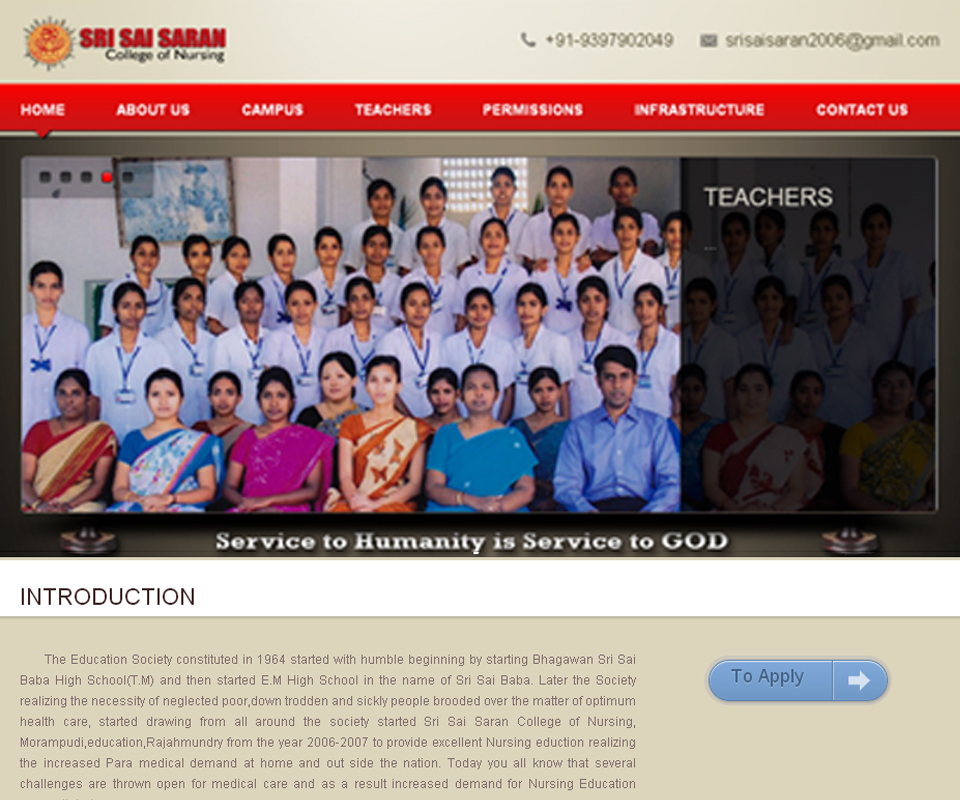 SRI SAI SARAN
College of Nursing
+91-9397902049
srisaisaran2006@gmail.com
HOME ABOUT US CAMPUS TEACHERS PERMISSIONS INFRASTRUCTURE CONTACT US
TEACHERS
...
Service to Humanity is Service to GOD
INTRODUCTION
The Education Society constituted in 1964 started with humble beginning by starting Bhagawan Sri Sai
Baba High School(T.M) and then started E.M High School in the name of Sri Sai Baba. Later the Society
realizing the necessity of neglected poor,down trodden and sickly people brooded over the matter of optimum
health care, started drawing from all around the society started Sri Sai Saran College of Nursing,
Morampudi,education,Rajahmundry from the year 2006-2007 to provide excellent Nursing eduction realizing
the increased Para medical demand at home and out side the nation. Today you all know that several
challenges are thrown open for medical care and as a result increased demand for Nursing Education
To Apply